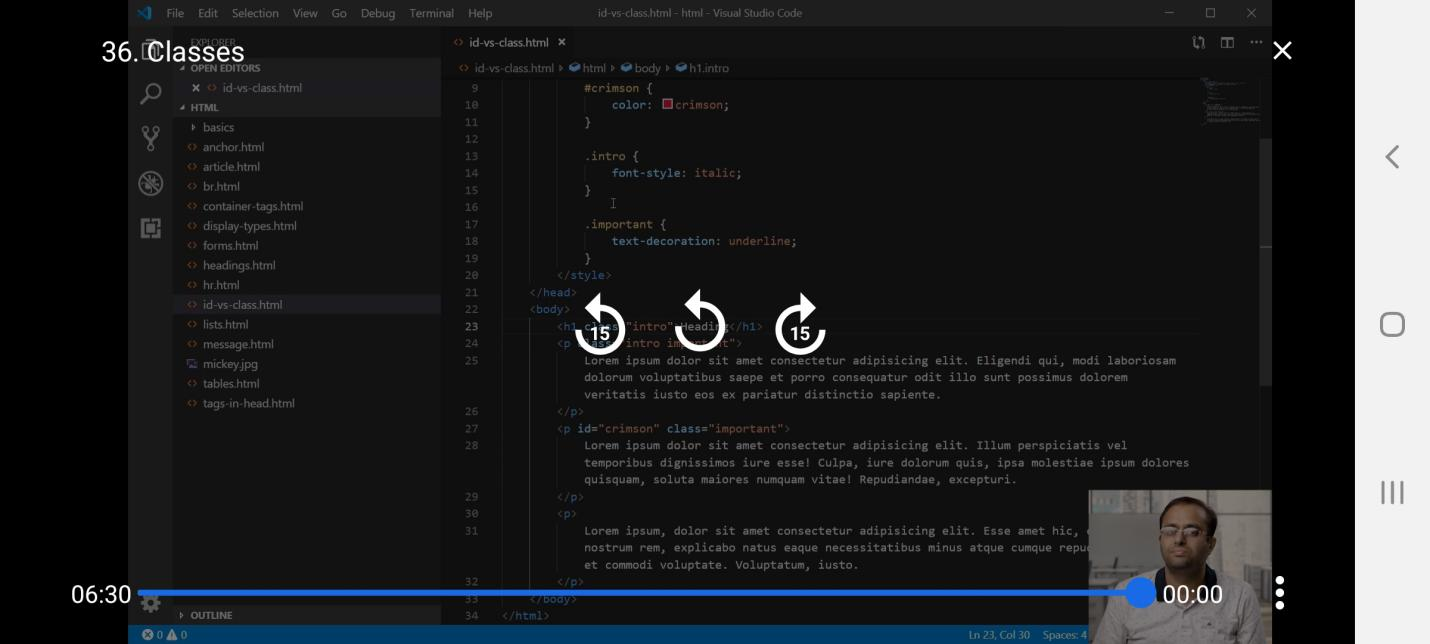 File Edit Selection View Go Debug Terminal Help
id-vs-class.html - html - Visual Studio Code
36. Classes
EXPLORER
OPEN EDITORS
id-vs-class.html
HTML
basics
anchor.html
article.html
br.html
container-tags.html
display-types.html
forms.html
headings.html
hr.html
id-vs-class.html
lists.html
message.html
mickey.jpg
tables.html
tags-in-head.html
OUTLINE
id-vs-class.html
id-vs-class.html html body h1.intro
9 #crimson {
10 color: crimson;
11 }
12
13 .intro {
14 font-style: italic;
15 }
16
17 .important {
18 text-decoration: underline;
19 }
20 </style>
21 </head>
22 <body>
23 <h1 class="intro">Heading</h1>
24 <p class="intro important">
25 Lorem ipsum dolor sit amet consectetur adipisicing elit. Eligendi qui, modi laboriosam
dolorum voluptatibus saepe et porro consequatur odit illo sunt possimus dolorem
veritatis iusto eos ex pariatur distinctio sapiente.
26 </p>
27 <p id="crimson" class="important">
28 Lorem ipsum dolor sit amet consectetur adipisicing elit. Illum perspiciatis vel
temporibus dignissimos iure esse! Culpa, iure dolorum quis, ipsa molestiae ipsum dolores
quisquam, soluta maiores numquam vitae! Repudiandae, excepturi.
29 </p>
30 <p>
31 Lorem ipsum, dolor sit amet consectetur adipisicing elit. Esse amet hic,
nostrum rem, explicabo natus eaque necessitatibus minus atque cumque
et commodi voluptate. Voluptatum, iusto.
32 </p>
33 </body>
34 </html>
15 15
06:30 00:00
0 0
Ln 23, Col 30 Spaces: 4